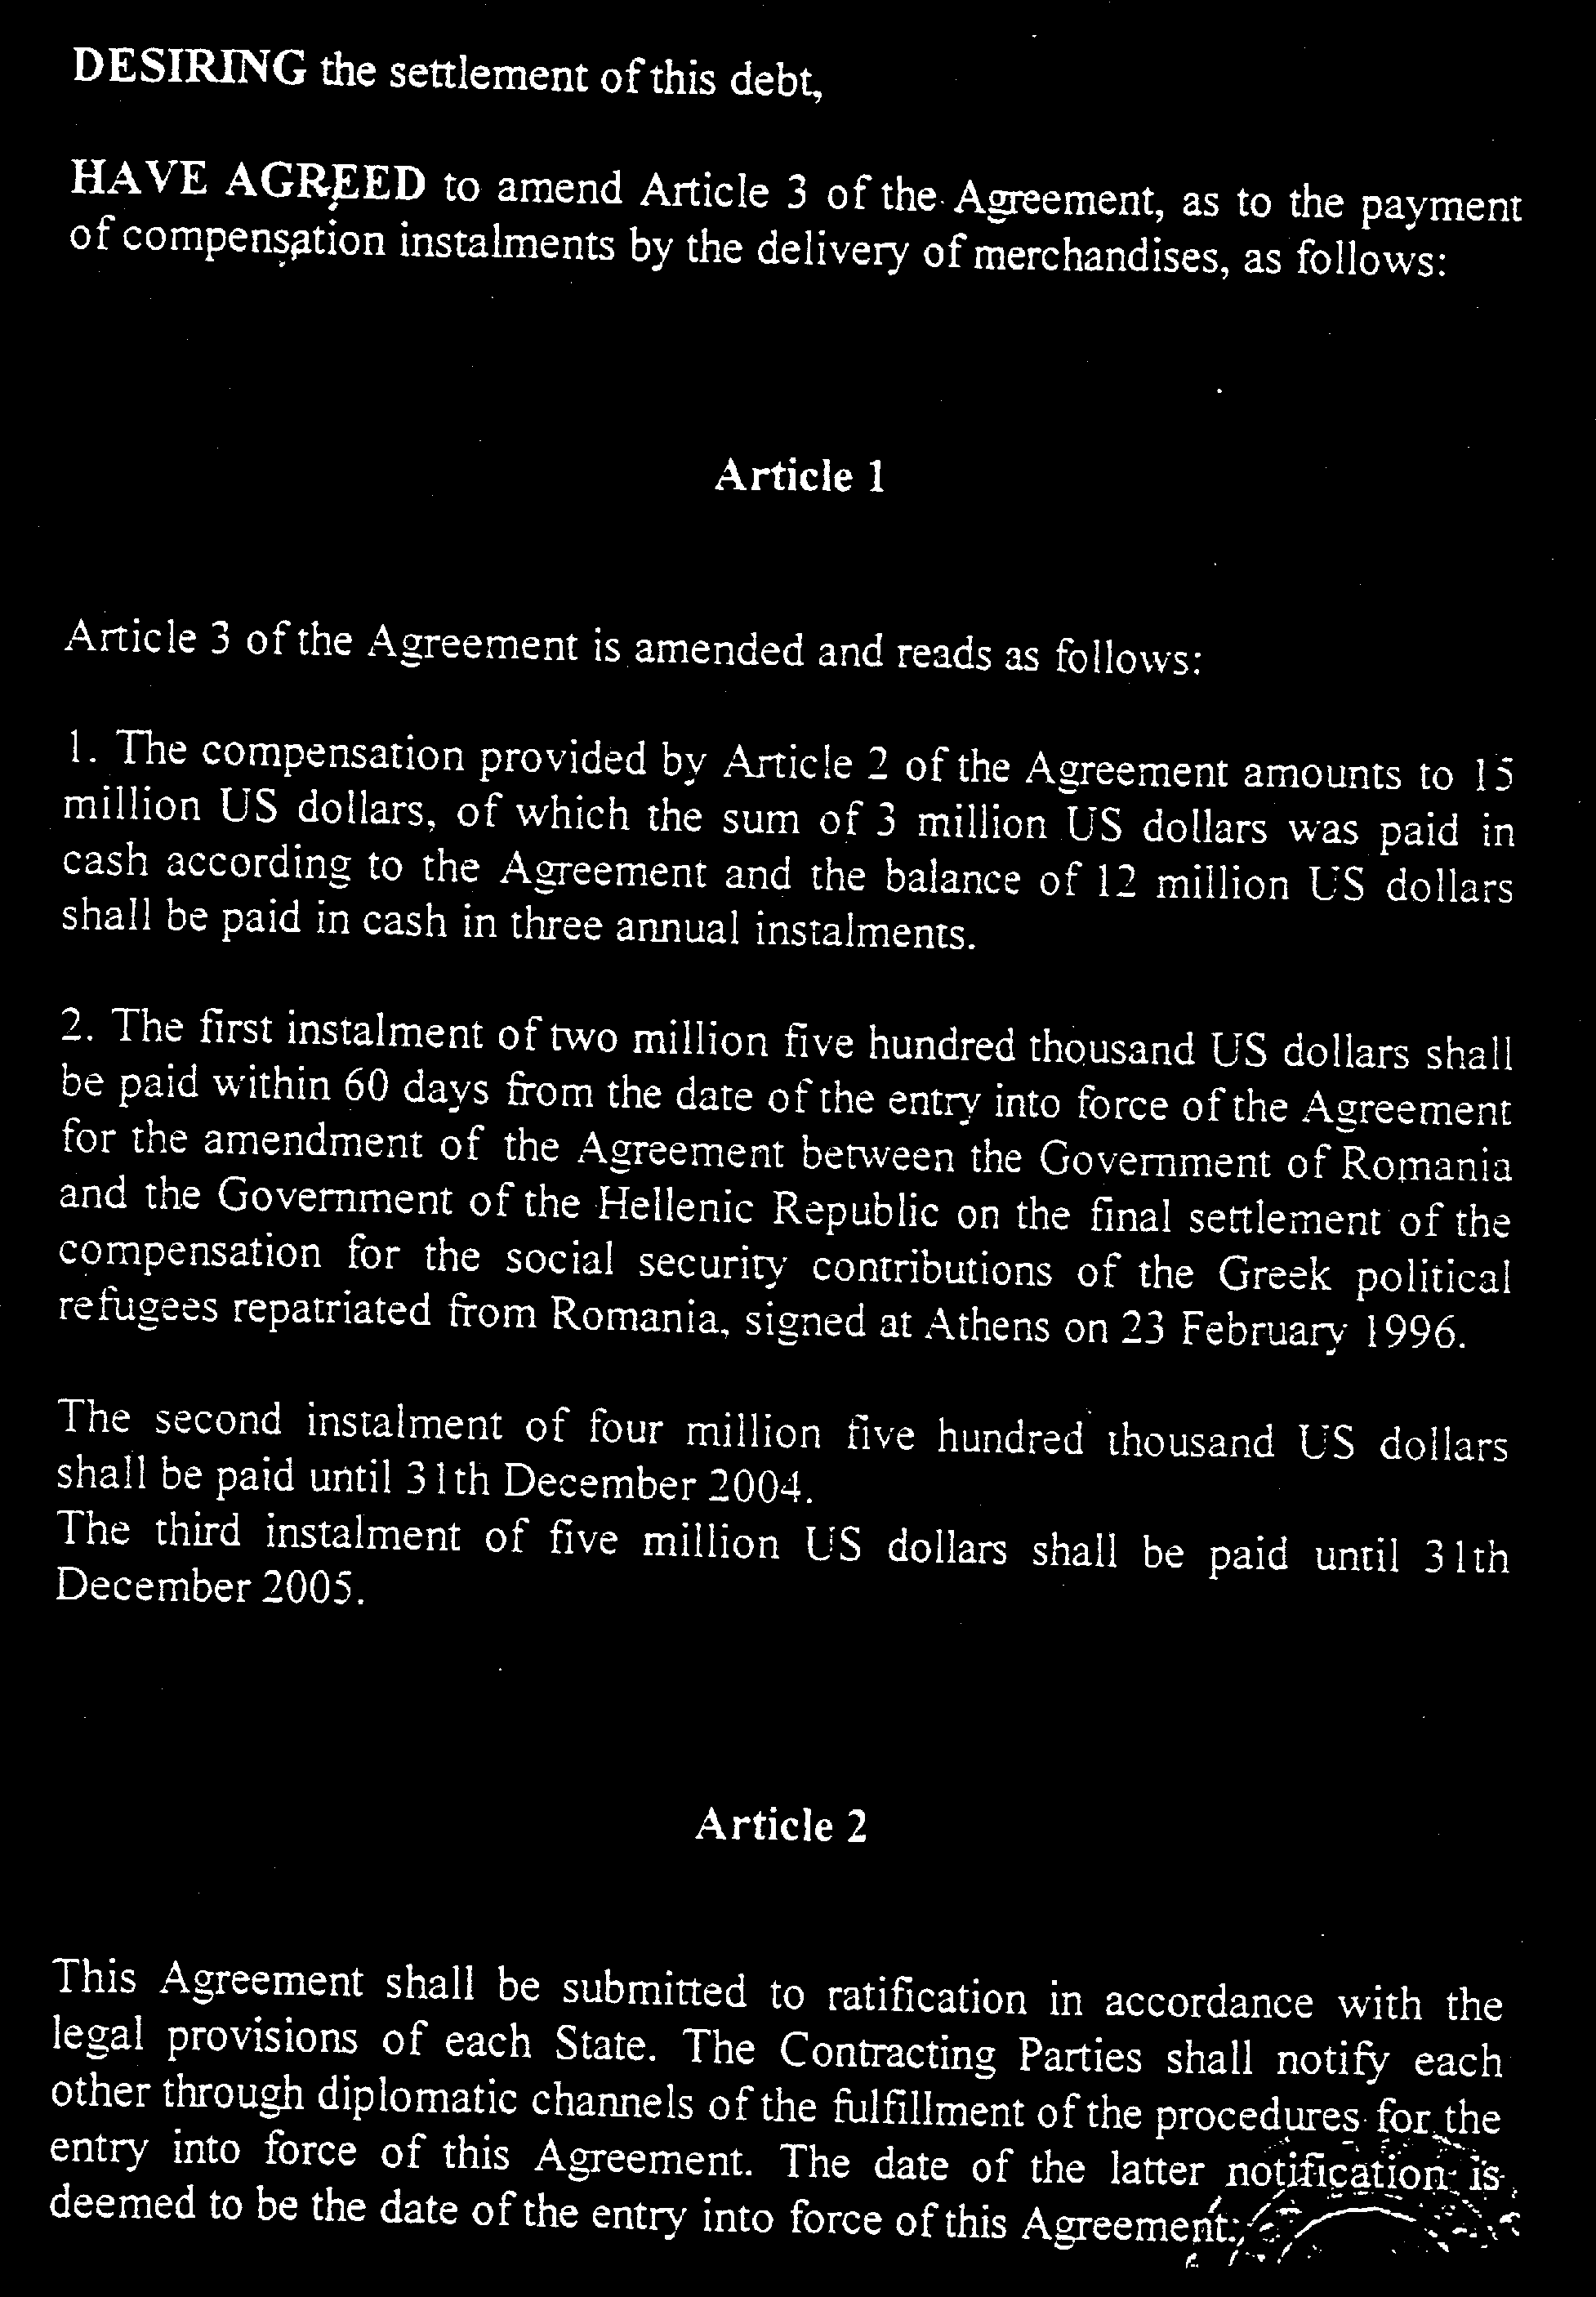 DESIRING the settlement of this debt,
HAVE AGREED to amend Article 3 of the Agreement, as to the payment
of compensation instalments by the delivery of merchandises, as follows:
Article 1
Article 3 of the Agreement is amended and reads as follows:
1. The compensation provided by Article 2 of the Agreement amounts to 15
million US dollars, of which the sum of 3 million US dollars was paid in
cash according to the Agreement and the balance of 12 million US dollars
shall be paid in cash in three annual instalments.
2. The first instalment of two million five hundred thousand US dollars shall
be paid within 60 days from the date of the entry into force of the Agreement
for the amendment of the Agreement between the Government of Romania
and the Government of the Hellenic Republic on the final settlement of the
compensation for the social security contributions of the Greek political
refugees repatriated from Romania, signed at Athens on 23 February 1996.
The second instalment of four million five hundred thousand US dollars
shall be paid until 31th December 2004.
The third instalment of five million US dollars shall be paid until 31th
December 2005.
Article 2
This Agreement shall be submitted to ratification in accordance with the
legal provisions of each State. The Contracting Parties shall notify each
other through diplomatic channels of the fulfillment of the procedures for the
entry into force of this Agreement. The date of the latter notification is
deemed to be the date of the entry into force of this Agreement.